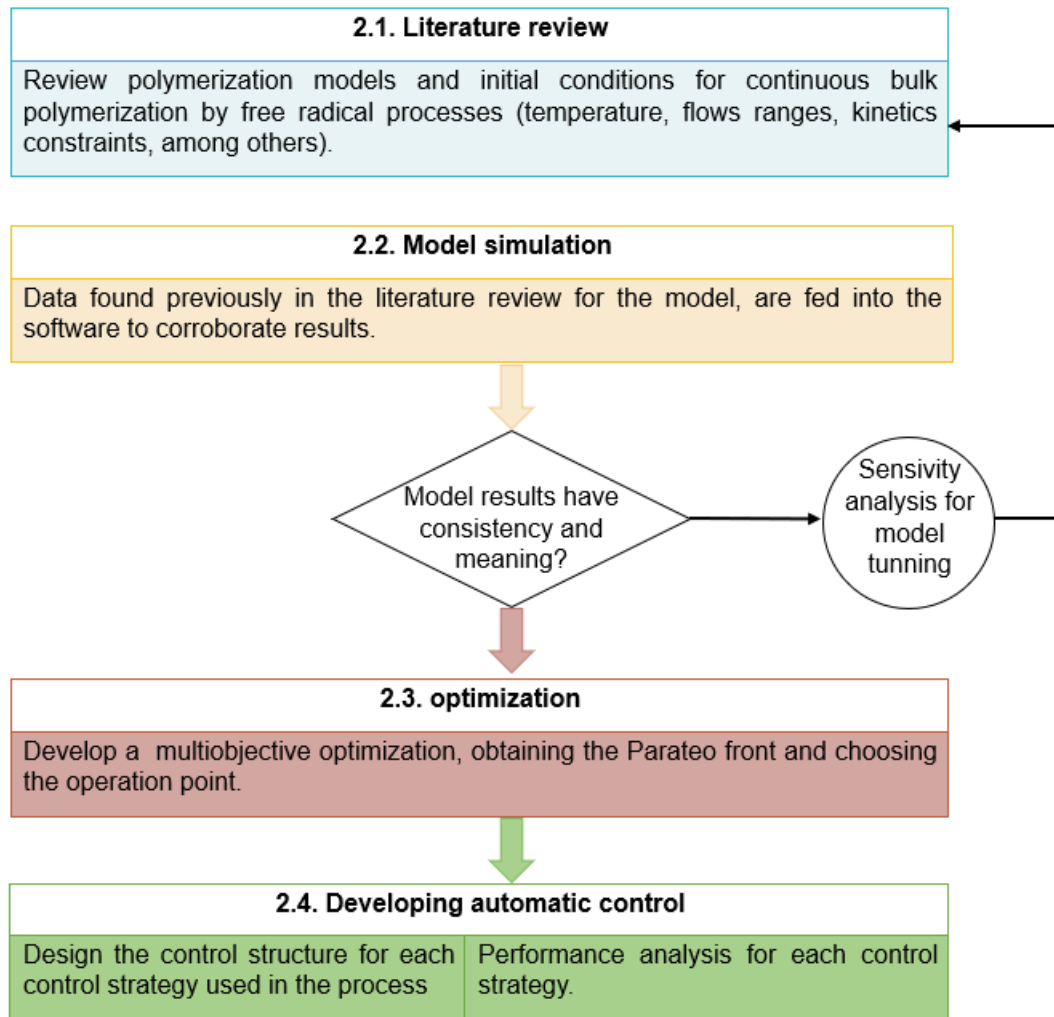 2.1. Literature review
Review polymerization models and initial conditions for continuous bulk
polymerization by free radical processes (temperature, flows ranges, kinetics
constraints, among others).
2.2. Model simulation
Data found previously in the literature review for the model, are fed into the
software to corroborate results.
Model results have
consistency and
meaning?
Sensivity
analysis for
model
tunning
2.3. optimization
Develop a multiobjective optimization, obtaining the Parateo front and choosing
the operation point.
2.4. Developing automatic control
Design the control structure for each
control strategy used in the process
Performance analysis for each control
strategy.